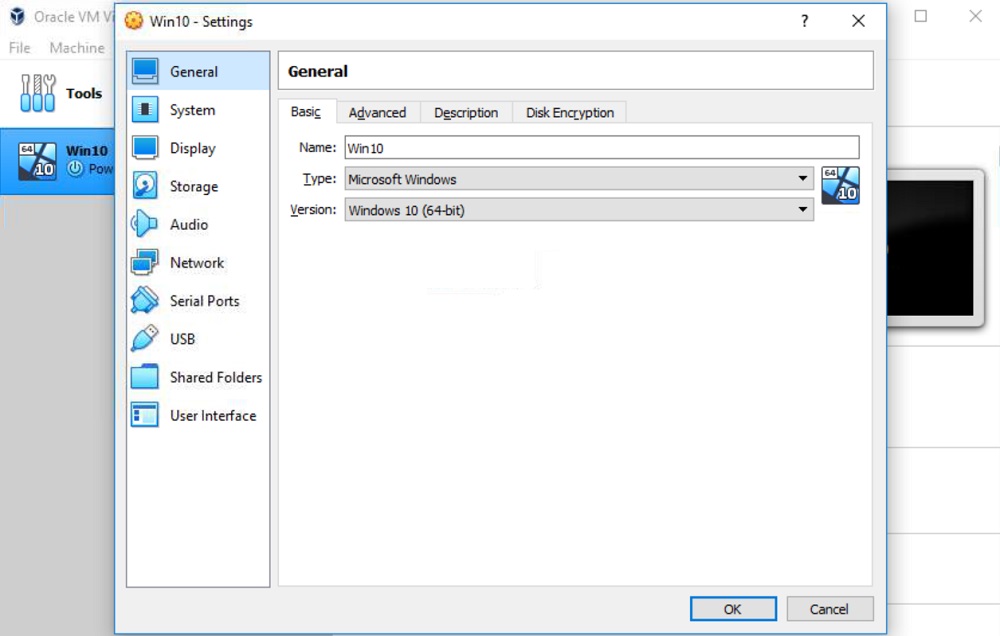 Oracle VM Vi
Win10 - Settings
?
File Machine
Tools
64
10
Win10
Pow
General
System
Display
Storage
Audio
Network
Serial Ports
USB
Shared Folders
User Interface
General
Basic Advanced Description Disk Encryption
Name: Win10
Type: Microsoft Windows
64
10
Version: Windows 10 (64-bit)
OK Cancel